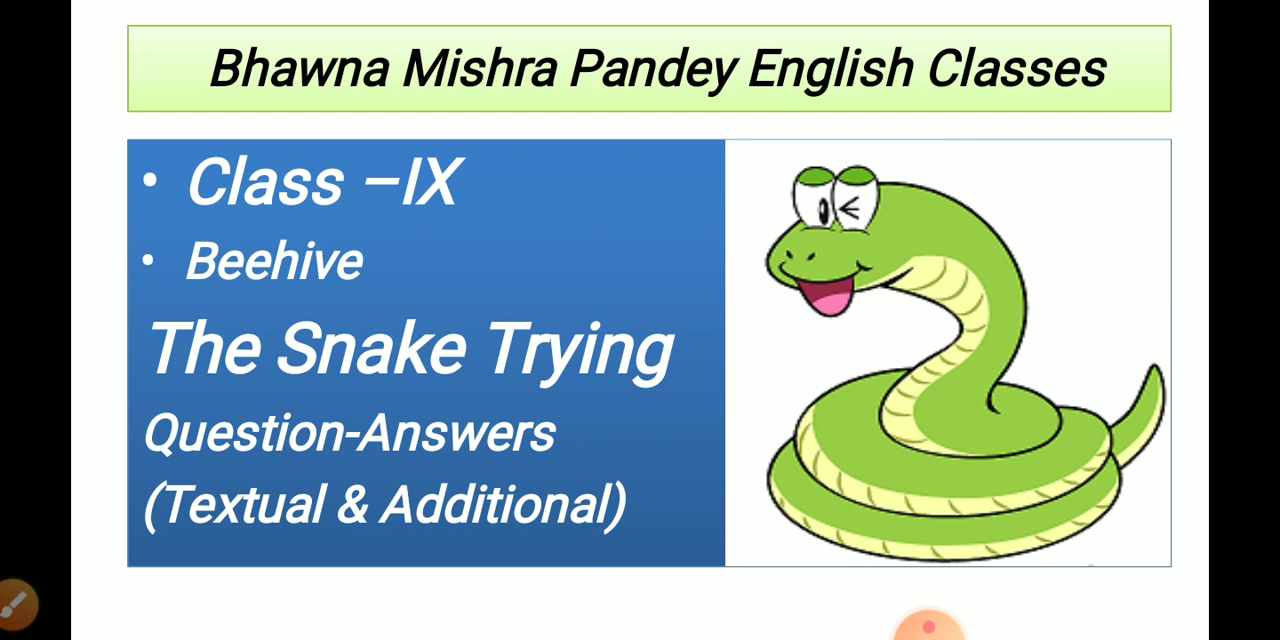 Bhawna Mishra Pandey English Classes
• Class –IX
• Beehive
The Snake Trying
Question-Answers
(Textual & Additional)